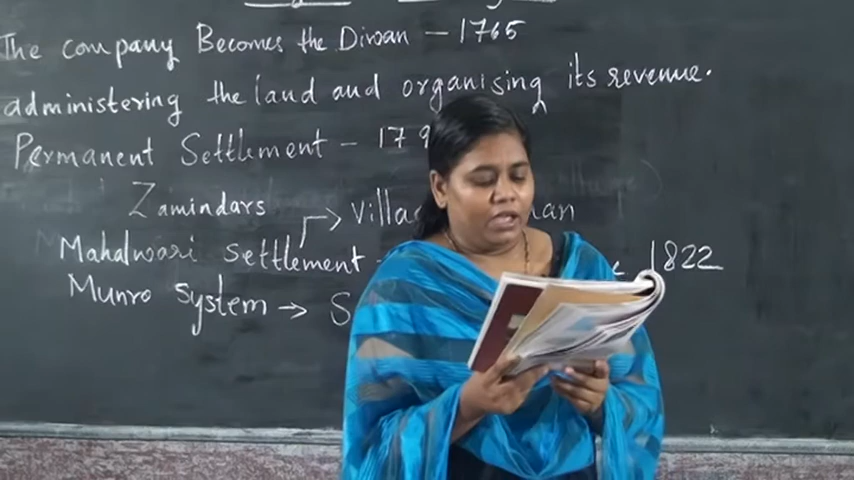 The company Becomes the Diwan – 1765
administering the land and organising its revenue.
Permanent Settlement – 179
Zamindars
Mahalwari settlement – 1822
Munro system → S